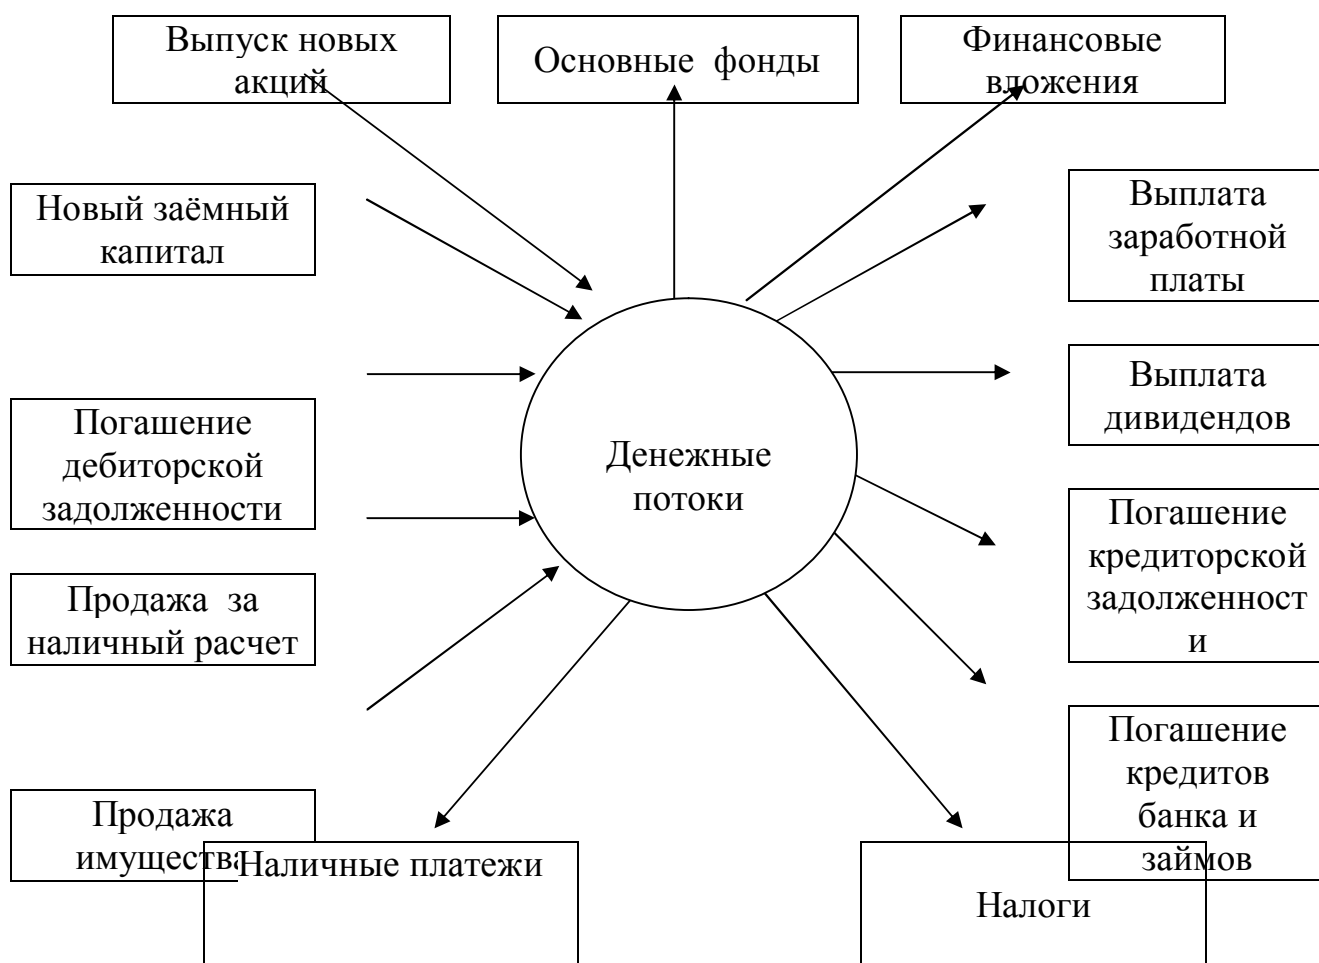 Выпуск новых
акций
Основные фонды
Финансовые
вложения
Новый заёмный
капитал
Выплата
заработной
платы
Выплата
дивидендов
Погашение
дебиторской
задолженности
Денежные
потоки
Погашение
кредиторской
задолженност
и
Продажа за
наличный расчет
Погашение
кредитов
банка и
займов
Продажа
имущества
Наличные платежи
Налоги